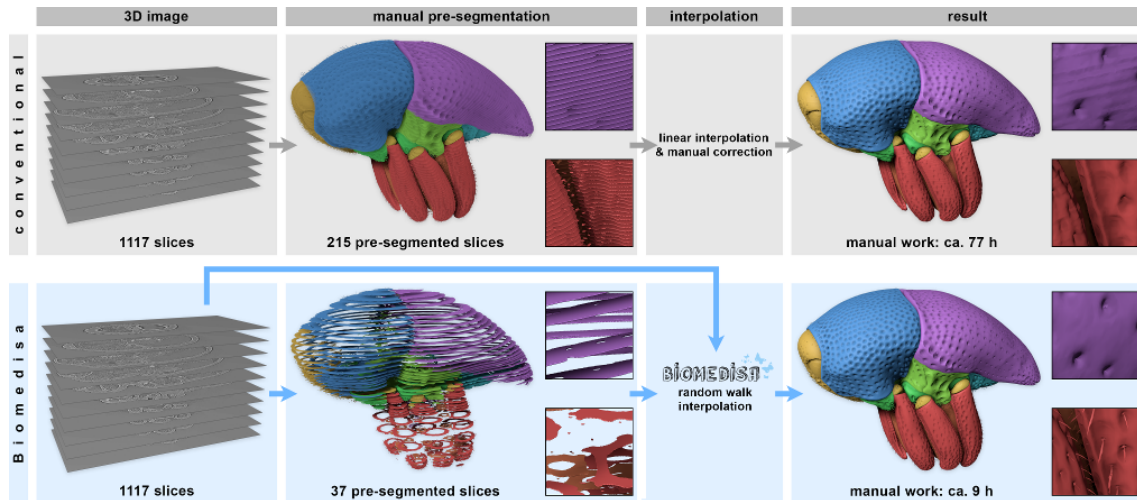 3D image
manual pre-segmentation
interpolation
result
conventional
1117 slices
215 pre-segmented slices
linear interpolation
& manual correction
manual work: ca. 77 h
Biomedisa
1117 slices
37 pre-segmented slices
BiOMEDiSA
random walk
interpolation
manual work: ca. 9 h